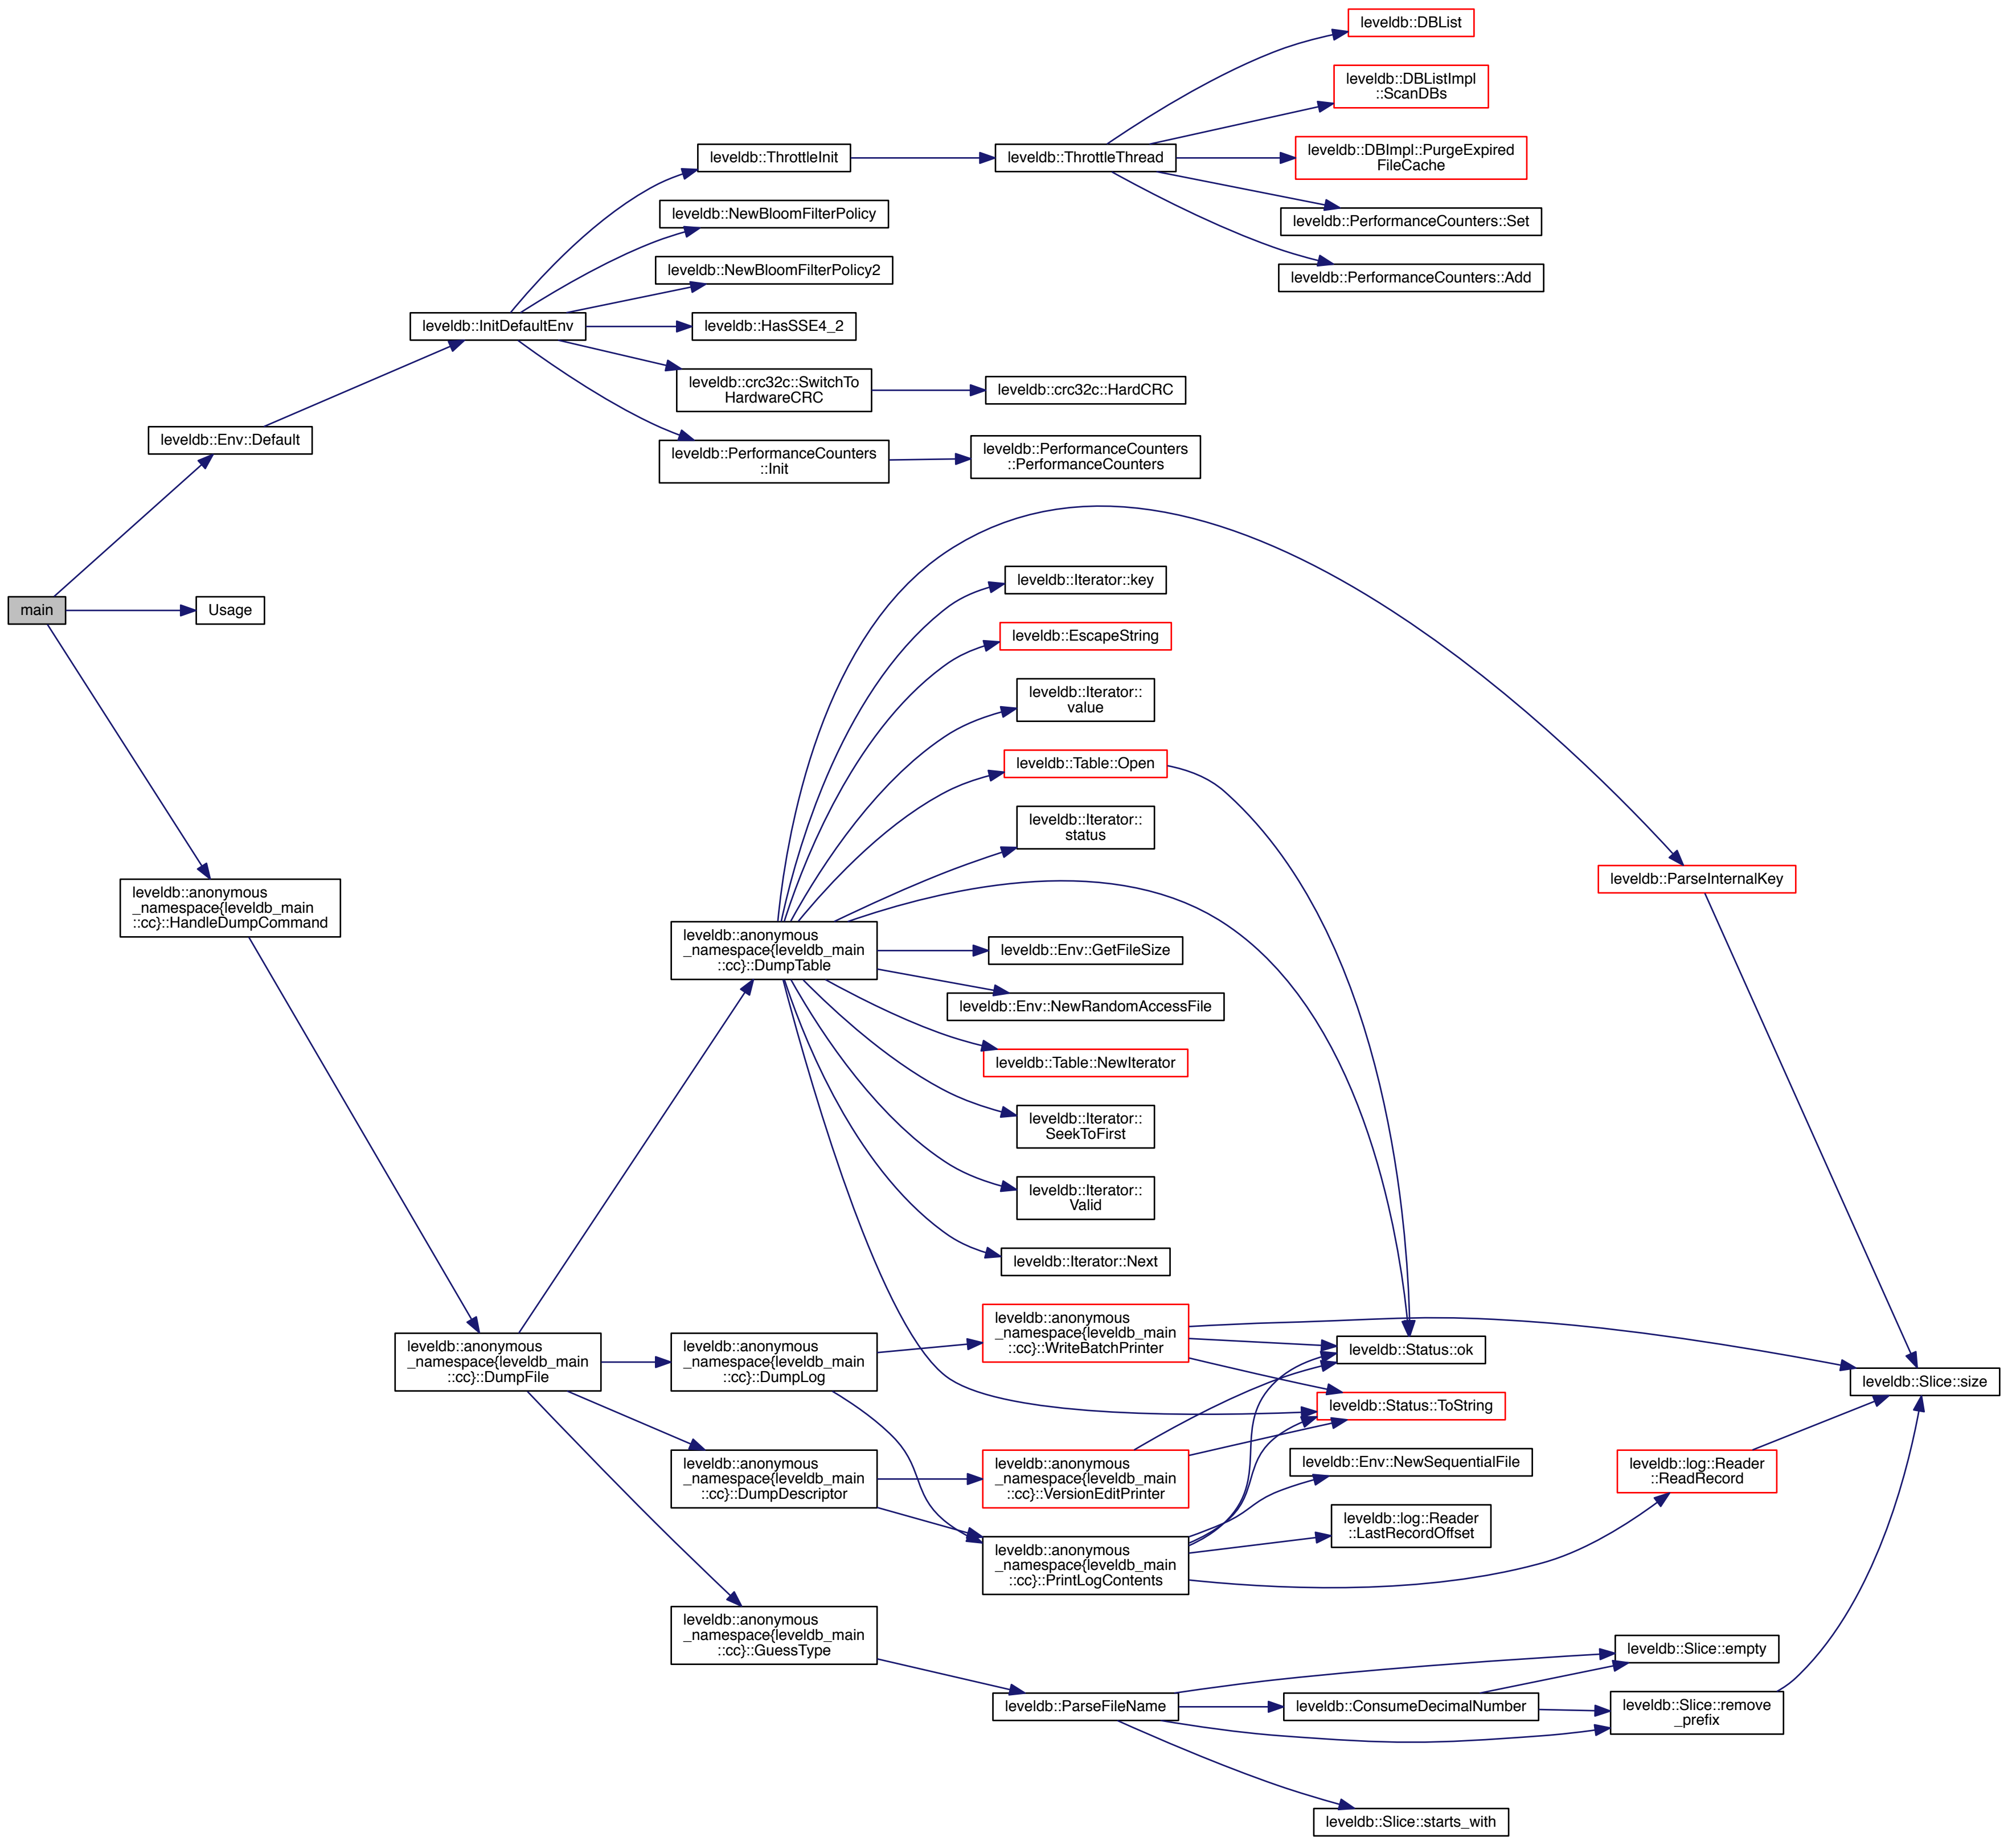 main
leveldb::Env::Default
Usage
leveldb::anonymous
_namespace{leveldb_main
::cc}::HandleDumpCommand
leveldb::InitDefaultEnv
leveldb::ThrottleInit
leveldb::NewBloomFilterPolicy
leveldb::NewBloomFilterPolicy2
leveldb::HasSSE4_2
leveldb::crc32c::SwitchTo
HardwareCRC
leveldb::PerformanceCounters
::Init
leveldb::ThrottleThread
leveldb::crc32c::HardCRC
leveldb::PerformanceCounters
::PerformanceCounters
leveldb::DBList
leveldb::DBListImpl
::ScanDBs
leveldb::DBImpl::PurgeExpired
FileCache
leveldb::PerformanceCounters::Set
leveldb::PerformanceCounters::Add
leveldb::anonymous
_namespace{leveldb_main
::cc}::DumpFile
leveldb::anonymous
_namespace{leveldb_main
::cc}::DumpTable
leveldb::anonymous
_namespace{leveldb_main
::cc}::DumpLog
leveldb::anonymous
_namespace{leveldb_main
::cc}::DumpDescriptor
leveldb::anonymous
_namespace{leveldb_main
::cc}::GuessType
leveldb::Iterator::key
leveldb::EscapeString
leveldb::Iterator::
value
leveldb::Table::Open
leveldb::Iterator::
status
leveldb::Env::GetFileSize
leveldb::Env::NewRandomAccessFile
leveldb::Table::NewIterator
leveldb::Iterator::
SeekToFirst
leveldb::Iterator::
Valid
leveldb::Iterator::Next
leveldb::anonymous
_namespace{leveldb_main
::cc}::WriteBatchPrinter
leveldb::anonymous
_namespace{leveldb_main
::cc}::VersionEditPrinter
leveldb::anonymous
_namespace{leveldb_main
::cc}::PrintLogContents
leveldb::ParseFileName
leveldb::Status::ok
leveldb::Status::ToString
leveldb::Env::NewSequentialFile
leveldb::log::Reader
::LastRecordOffset
leveldb::ConsumeDecimalNumber
leveldb::Slice::starts_with
leveldb::ParseInternalKey
leveldb::log::Reader
::ReadRecord
leveldb::Slice::empty
leveldb::Slice::remove
_prefix
leveldb::Slice::size